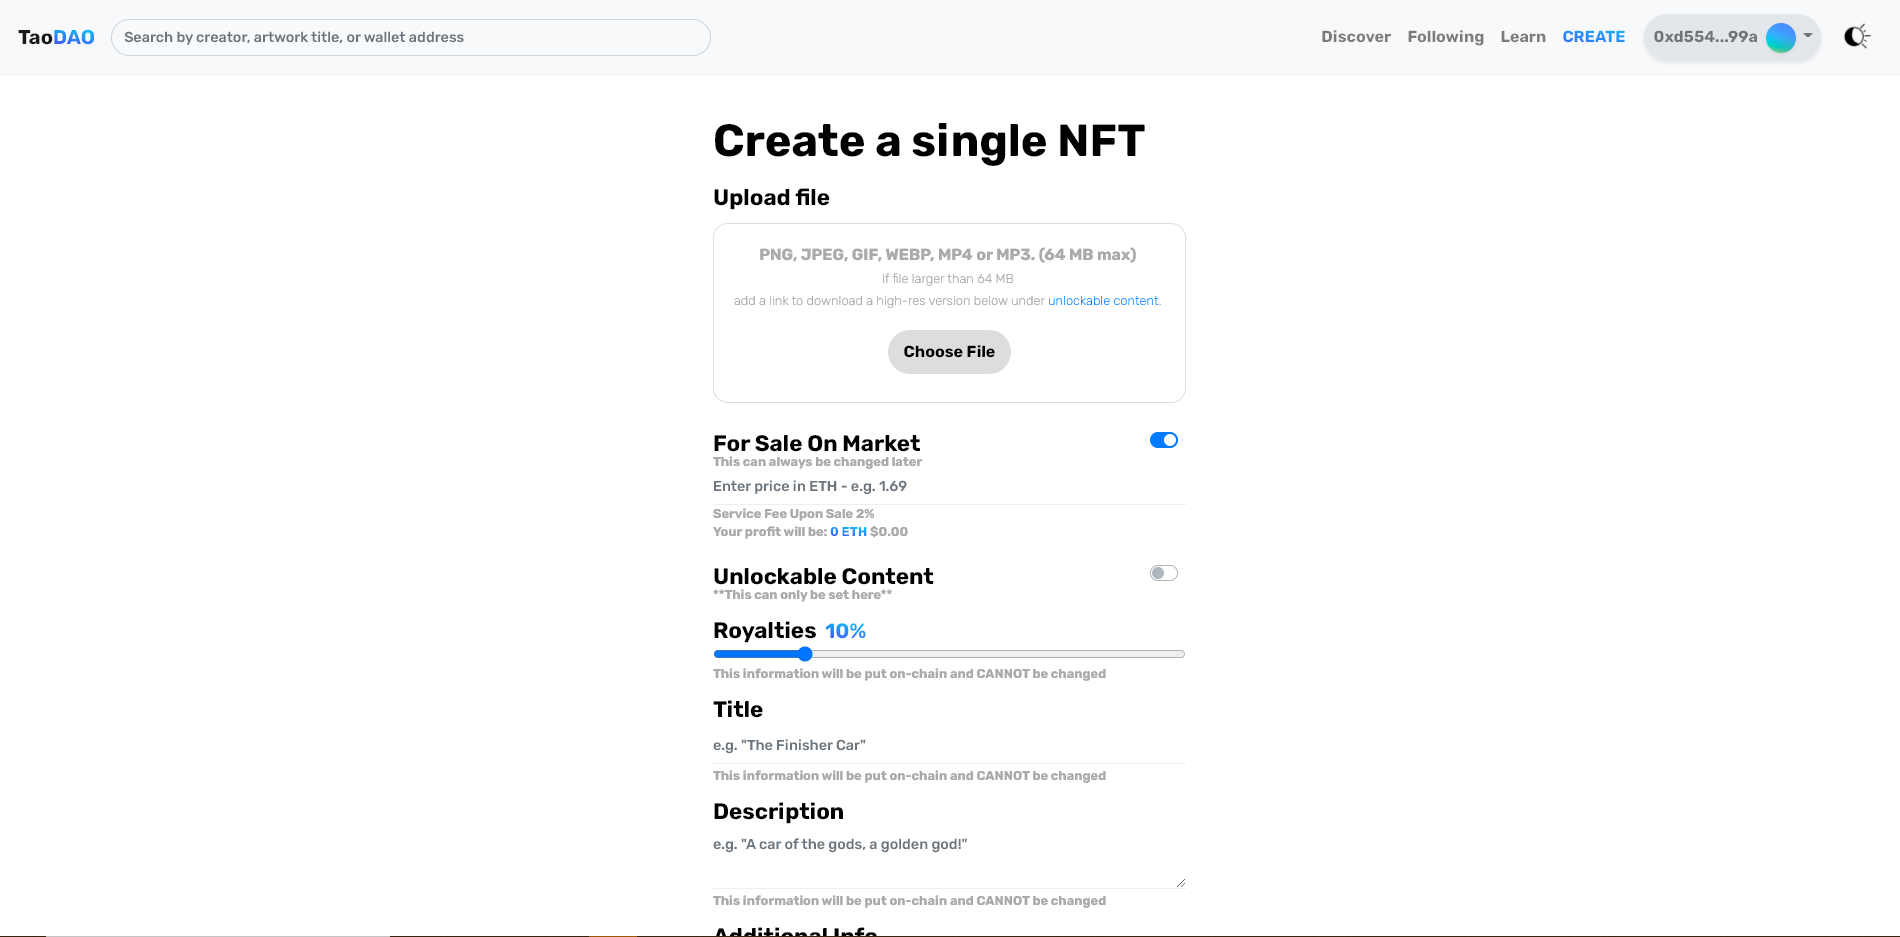 TaoDAO
Search by creator, artwork title, or wallet address
Discover Following Learn CREATE 0xd554...99a
Create a single NFT
Upload file
PNG, JPEG, GIF, WEBP, MP4 or MP3. (64 MB max)
If file larger than 64 MB
add a link to download a high-res version below under unlockable content.
Choose File
For Sale On Market
This can always be changed later
Enter price in ETH - e.g. 1.69
Service Fee Upon Sale 2%
Your profit will be: 0 ETH $0.00
Unlockable Content
**This can only be set here**
Royalties 10%
This information will be put on-chain and CANNOT be changed
Title
e.g. "The Finisher Car"
This information will be put on-chain and CANNOT be changed
Description
e.g. "A car of the gods, a golden god!"
This information will be put on-chain and CANNOT be changed
Additional Info